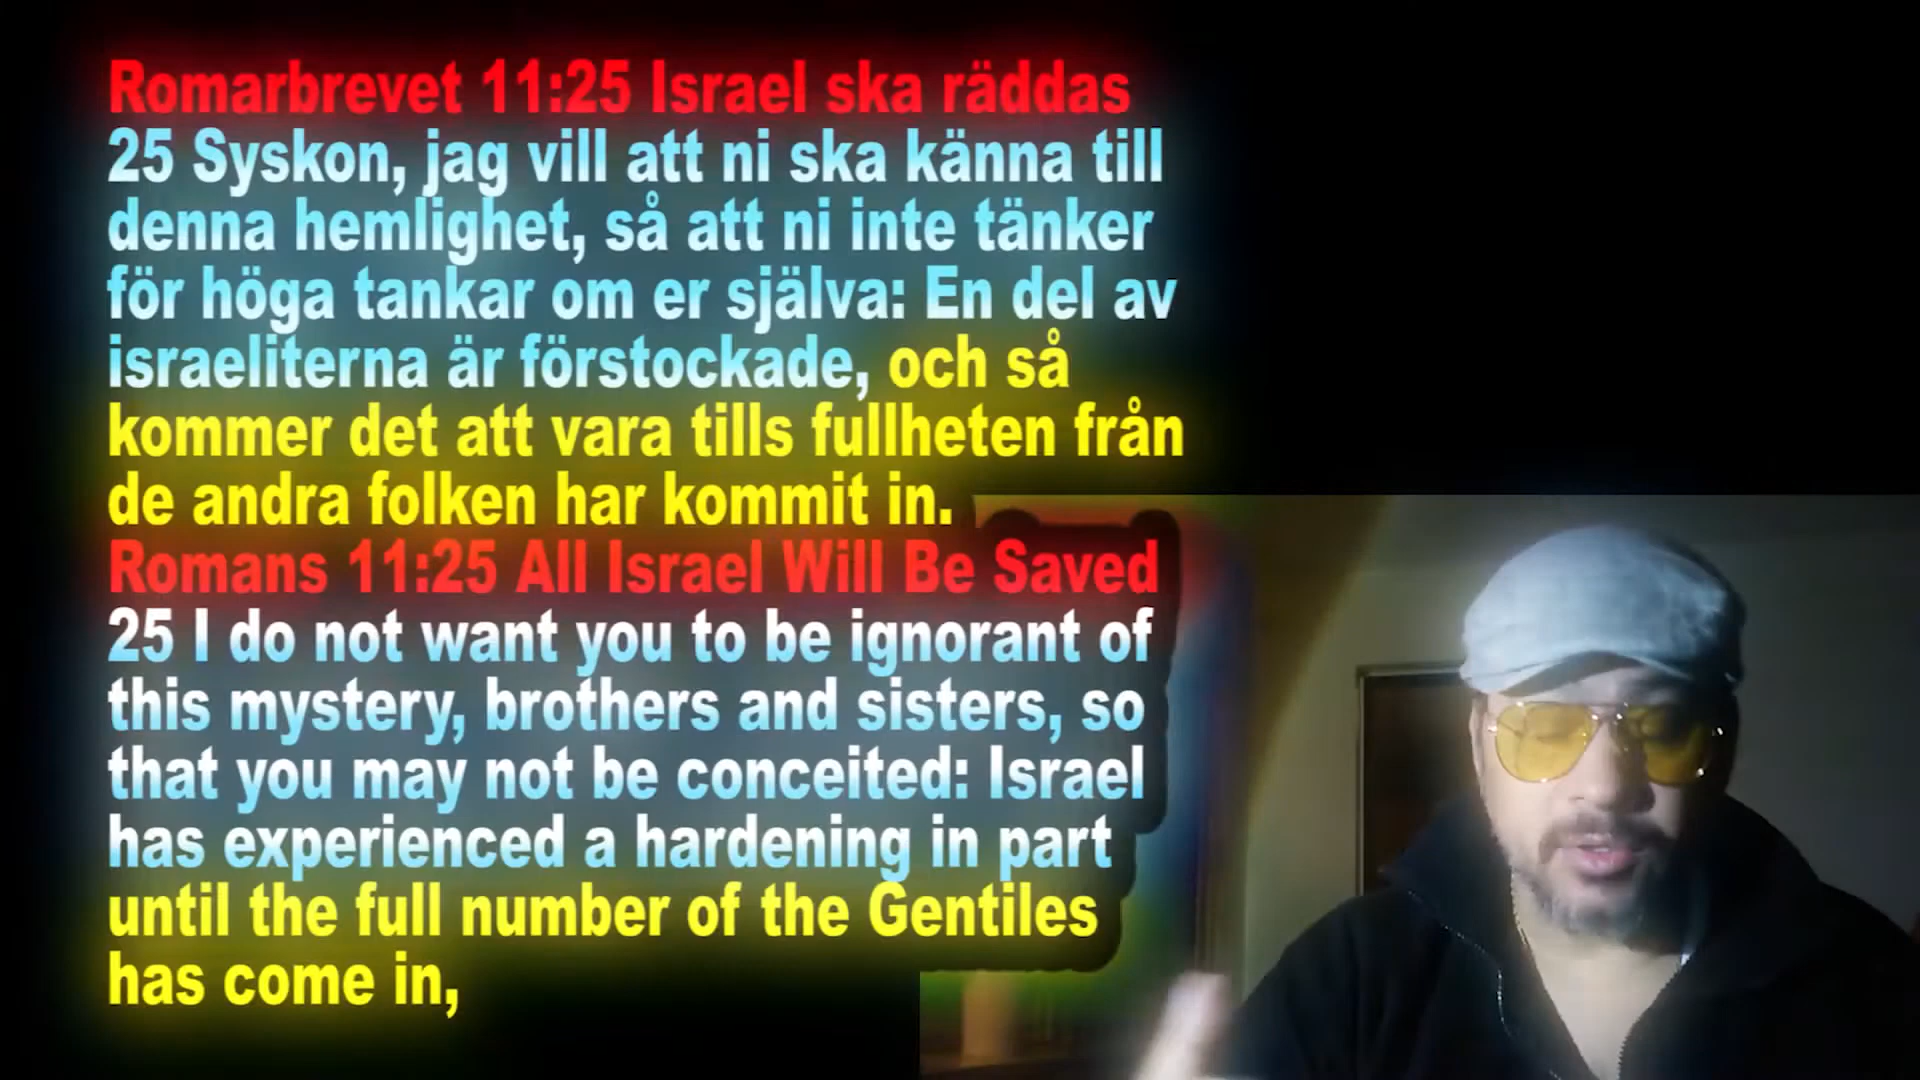 Romarbrevet 11:25 Israel ska räddas
25 Syskon, jag vill att ni ska känna till
denna hemlighet, så att ni inte tänker
för höga tankar om er själva: En del av
israeliterna är förstockade, och så
kommer det att vara tills fullheten från
de andra folken har kommit in.
Romans 11:25 All Israel Will Be Saved
25 I do not want you to be ignorant of
this mystery, brothers and sisters, so
that you may not be conceited: Israel
has experienced a hardening in part
until the full number of the Gentiles
has come in,